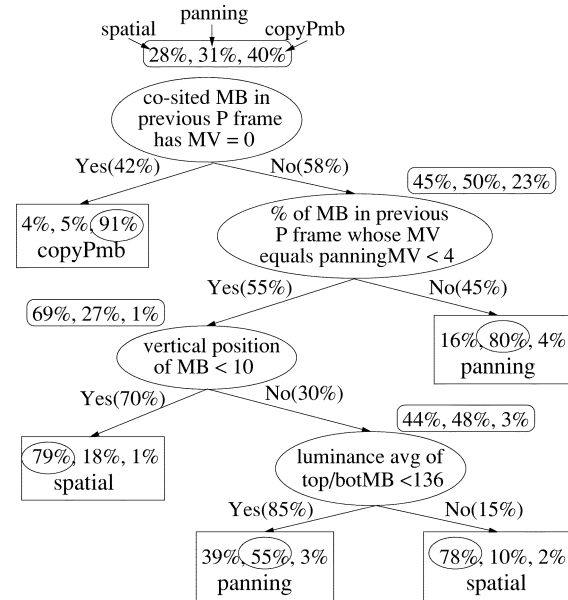 panning
spatial
copyPmb
28%, 31%, 40%
co-sited MB in
previous P frame
has MV = 0
Yes(42%)
No(58%)
45%, 50%, 23%
4%, 5%, 91%
copyPmb
% of MB in previous
P frame whose MV
equals panningMV < 4
Yes(55%)
No(45%)
69%, 27%, 1%
16%, 80%, 4%
panning
vertical position
of MB < 10
Yes(70%)
No(30%)
44%, 48%, 3%
79%, 18%, 1%
spatial
luminance avg of
top/botMB <136
Yes(85%)
No(15%)
39%, 55%, 3%
panning
78%, 10%, 2%
spatial